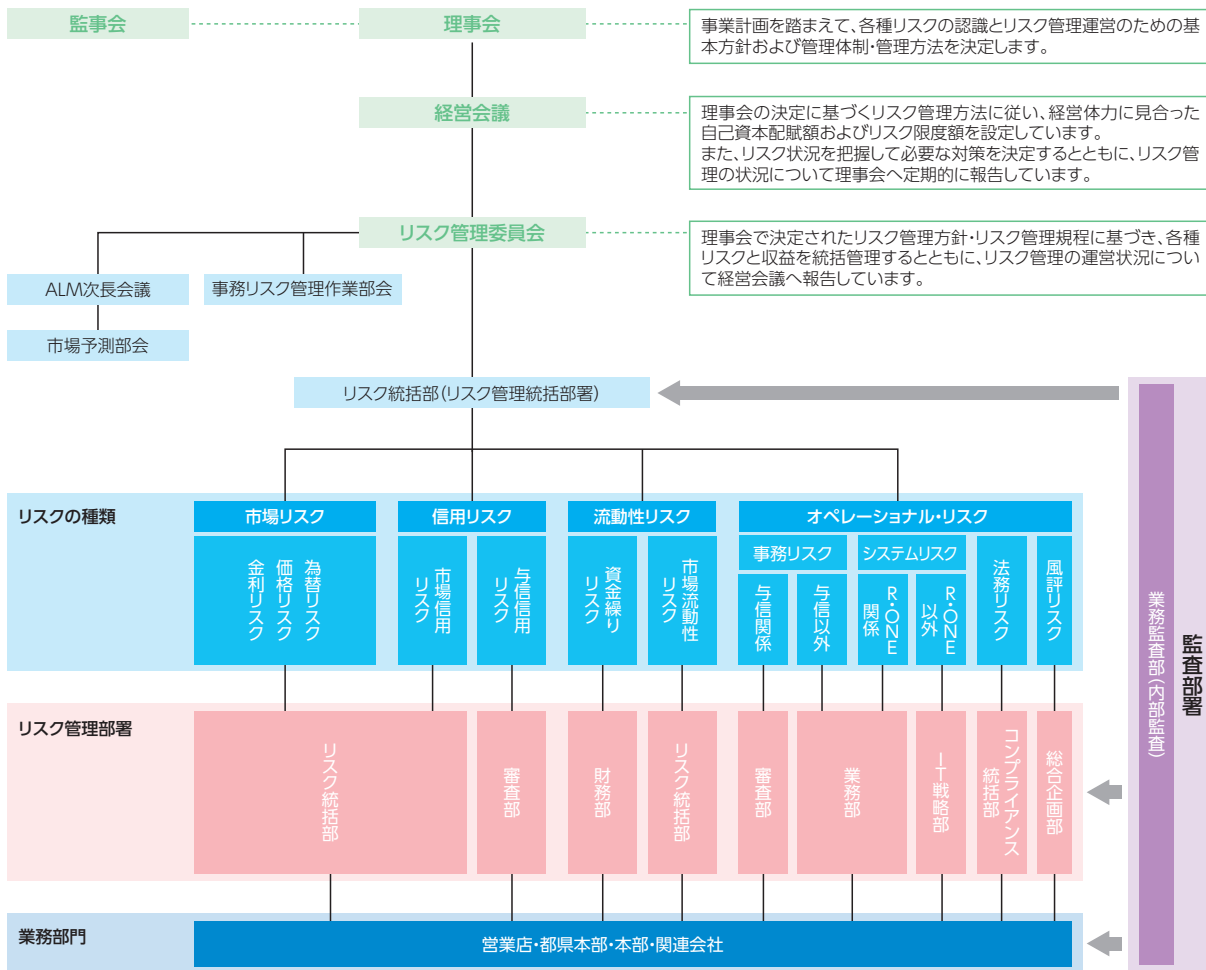 監事会
理事会
事業計画を踏まえて、各種リスクの認識とリスク管理運営のための基
本方針および管理体制・管理方法を決定します。
経営会議
理事会の決定に基づくリスク管理方法に従い、経営体力に見合った
自己資本配賦額およびリスク限度額を設定しています。
また、リスク状況を把握して必要な対策を決定するとともに、リスク管
理の状況について理事会へ定期的に報告しています。
リスク管理委員会
理事会で決定されたリスク管理方針・リスク管理規程に基づき、各種
リスクと収益を統括管理するとともに、リスク管理の運営状況につい
て経営会議へ報告しています。
ALM次長会議
事務リスク管理作業部会
市場予測部会
リスク統括部（リスク管理統括部署）
リスクの種類
市場リスク
信用リスク
流動性リスク
オペレーショナル・リスク
事務リスク
システムリスク
為替リスク
価格リスク
金利リスク
市場信用
リスク
与信信用
リスク
資金繰り
リスク
市場流動性
リスク
与信関係
与信以外
R・ONE
関係
R・ONE
以外
法務リスク
風評リスク
リスク管理部署
リスク統括部
審査部
財務部
リスク統括部
審査部
業務部
IT戦略部
コンプライアンス
統括部
総合企画部
業務部門
営業店・都県本部・本部・関連会社
業務監査部（内部監査）
監査部署